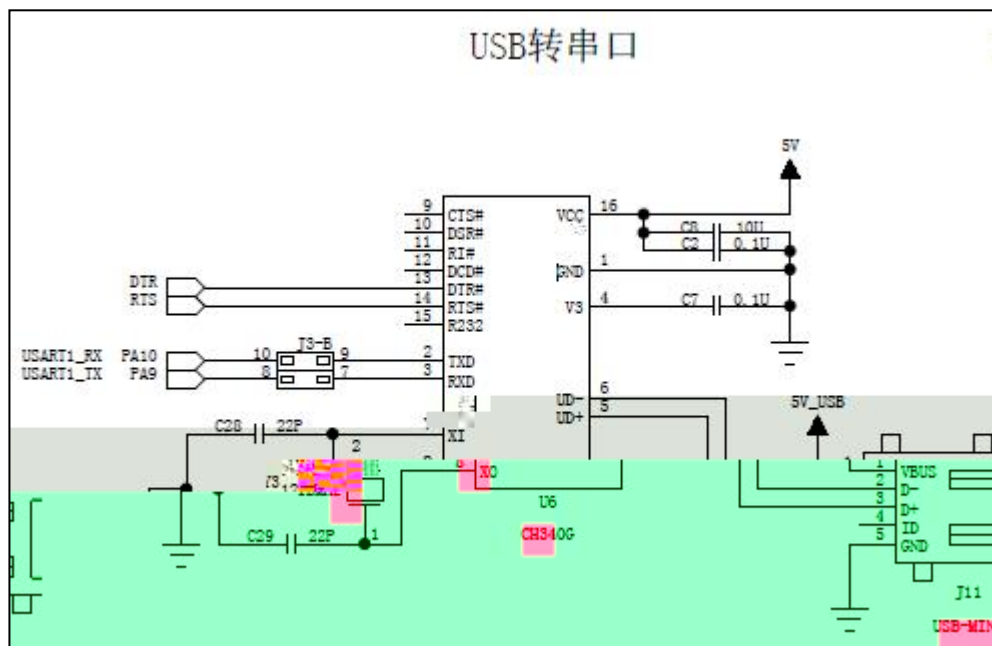 USB转串口
5V
9 CTS# VCC 16
10 DSR# C8 10U
11 RI# C2 0.1U
12 DCD# GND 1
DTR 13 DTR#
RTS 14 RTS# V3 4 C7 0.1U
15 R232
J3-B
USART1_RX PA10 10 9 2 TXD
USART1_TX PA9 8 7 3 RXD
UD- 6
UD+ 5
5V_USB
C28 22P XI
2
XO
1 VBUS
2 D-
3 D+
4 ID
5 GND
U6
CH340G
C29 22P 1
J11
USB-MIN